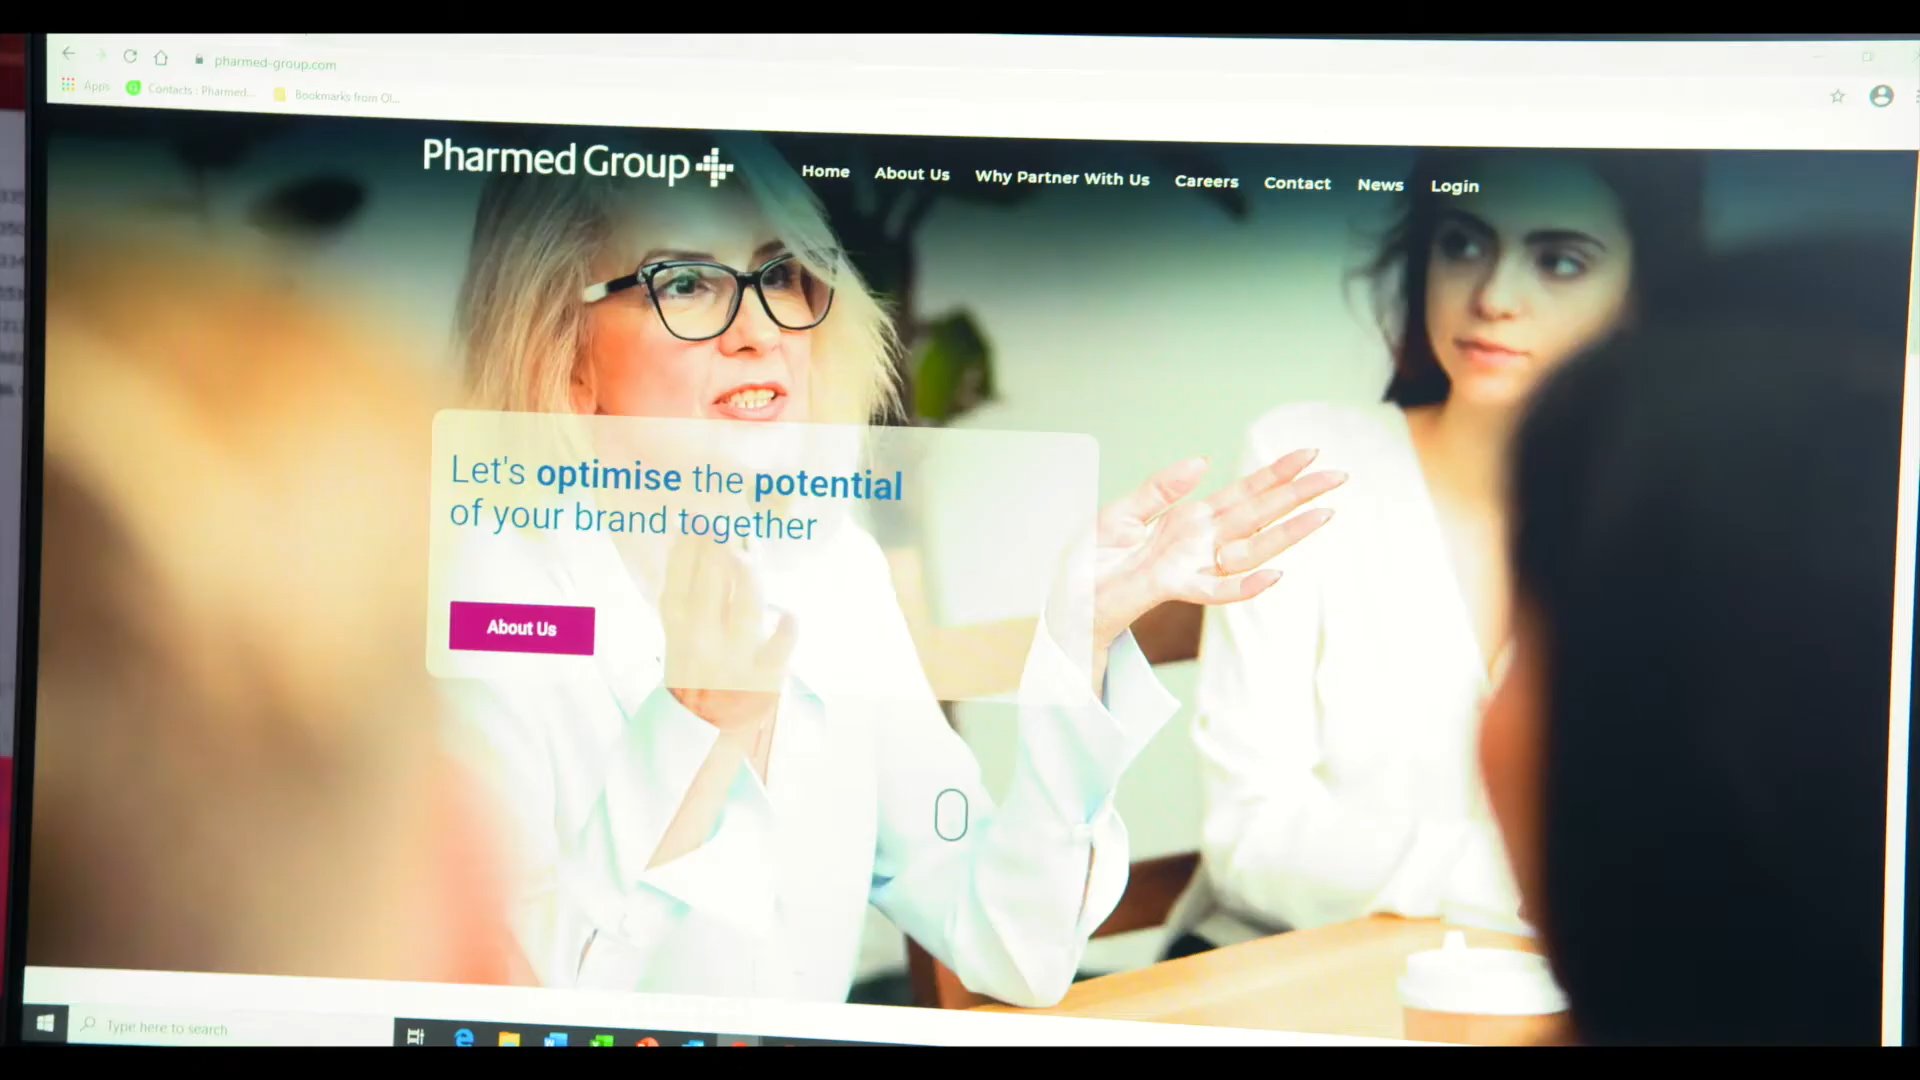 pharmed-group.com
Apps
Contacts : Pharmed...
Bookmarks from Ol...
Pharmed Group
Home
About Us
Why Partner With Us
Careers
Contact
News
Login
Let's optimise the potential
of your brand together
About Us
Type here to search